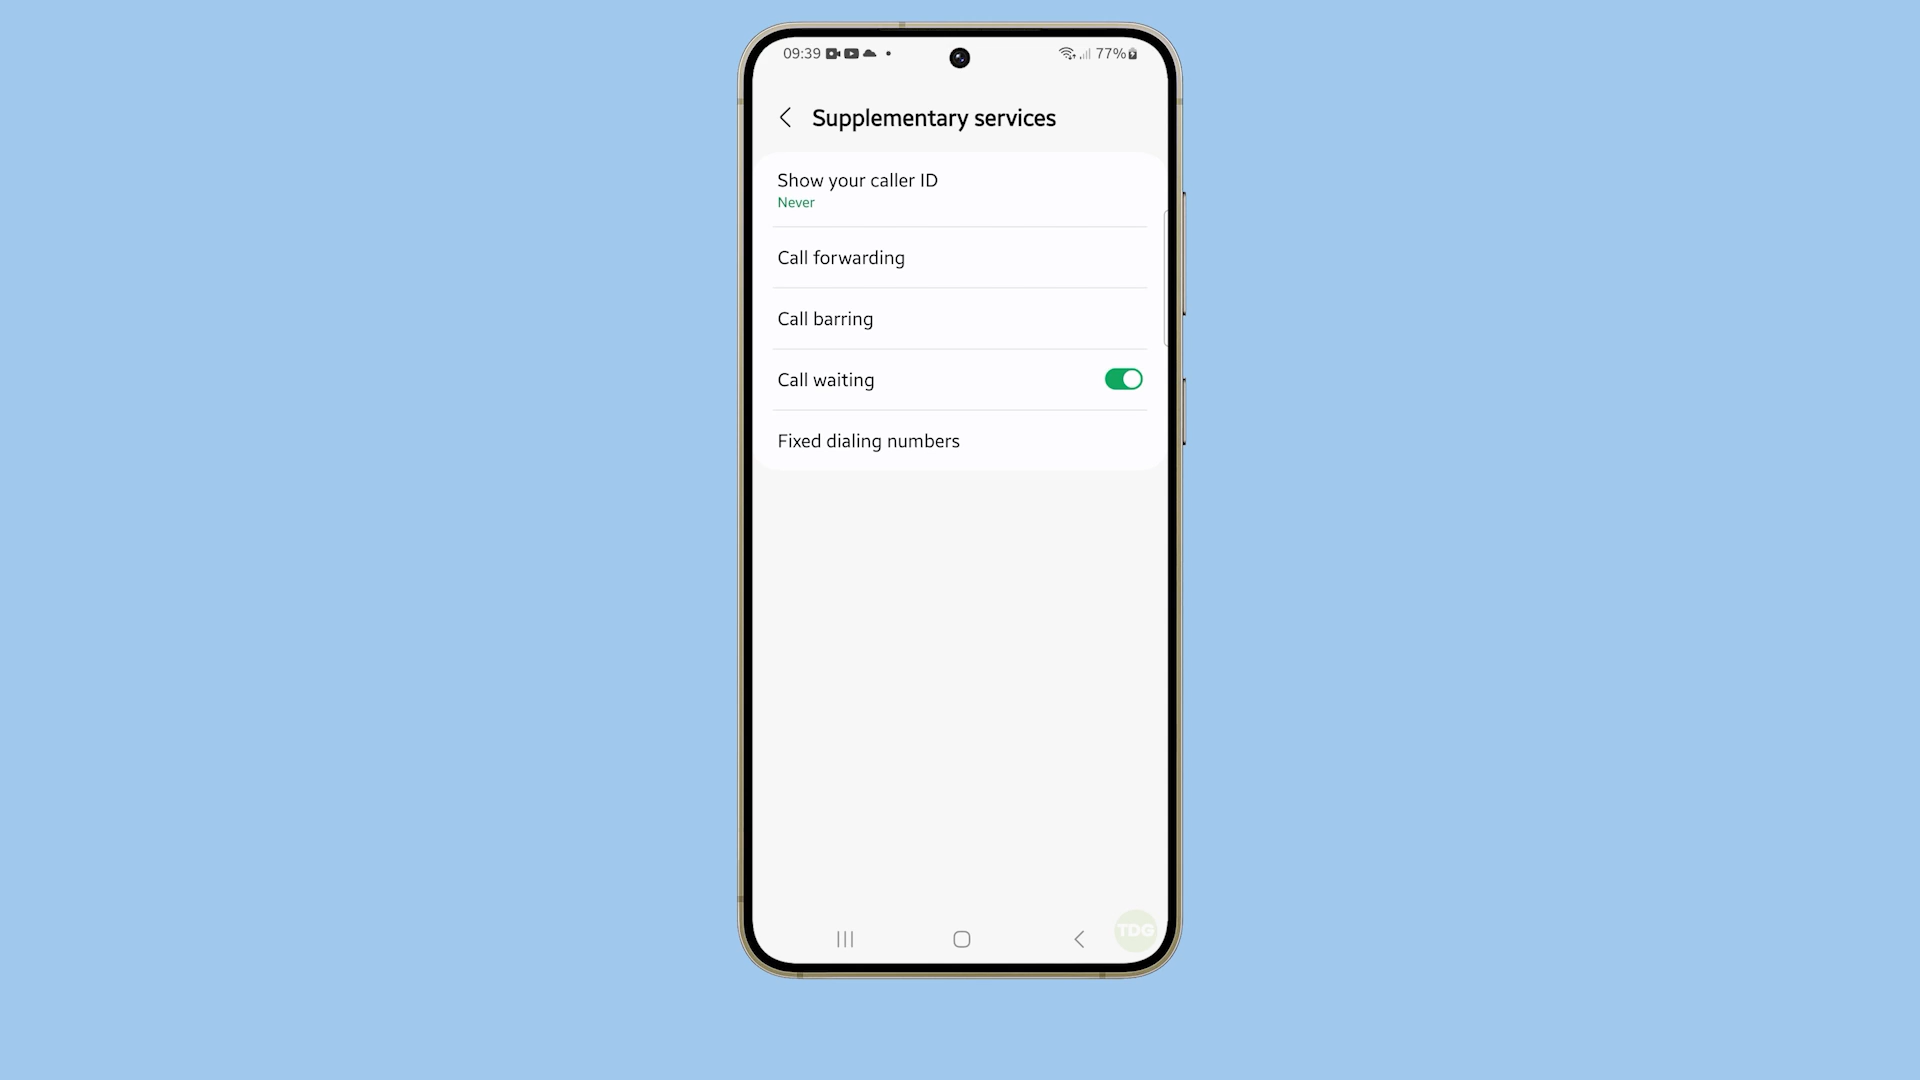 09:39
77%
Supplementary services
Show your caller ID
Never
Call forwarding
Call barring
Call waiting
Fixed dialing numbers
TDG